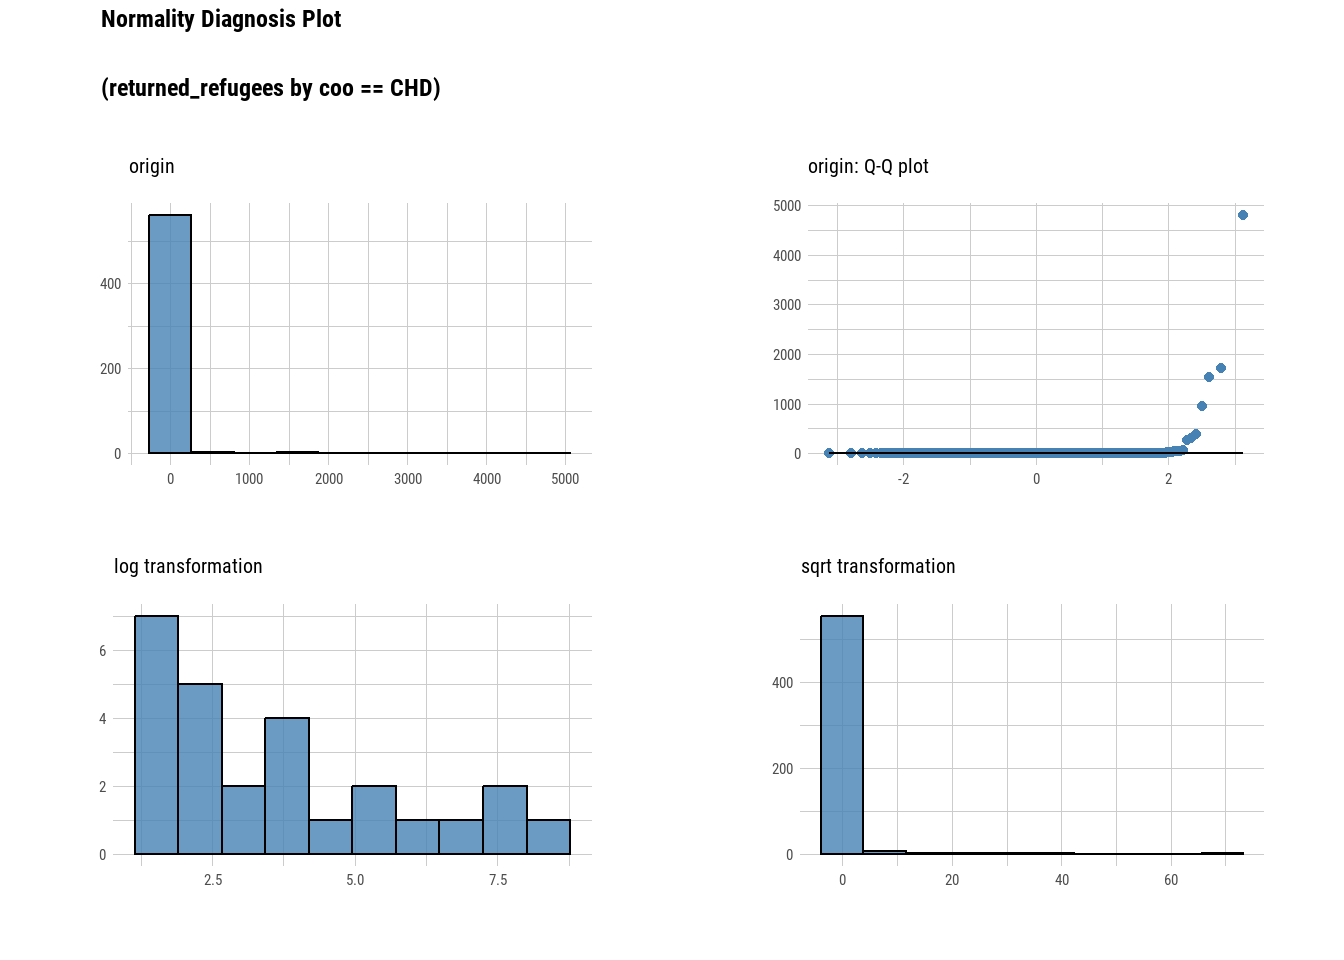 Normality Diagnosis Plot
(returned_refugees by coo == CHD)
origin
400
200
0
0 1000 2000 3000 4000 5000
origin: Q-Q plot
5000
4000
3000
2000
1000
0
-2 0 2
log transformation
6
4
2
0
2.5 5.0 7.5
sqrt transformation
400
200
0
0 20 40 60